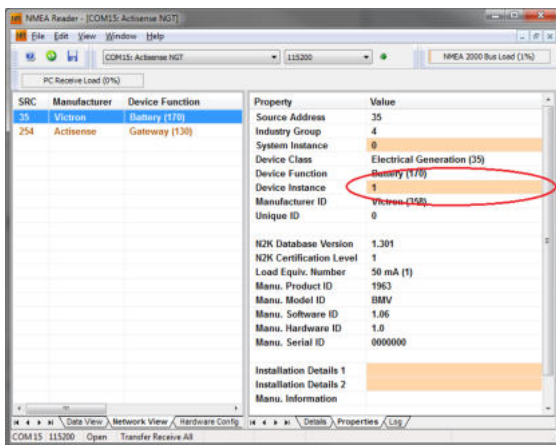 NMEA Reader - [COM15: Actisense NGT]
File Edit View Window Help
COM15: Actisense NGT 115200 NMEA 2000 Bus Load (1%)
PC Receive Load (0%)
SRC Manufacturer Device Function
35 Victron Battery (170)
254 Actisense Gateway (130)
Property Value
Source Address 35
Industry Group 4
System Instance 0
Device Class Electrical Generation (35)
Device Function Battery (170)
Device Instance 1
Manufacturer ID Victron (358)
Unique ID 0
N2K Database Version 1.301
N2K Certification Level 1
Load Equiv. Number 50 mA (1)
Manu. Product ID 1963
Manu. Model ID BMV
Manu. Software ID 1.06
Manu. Hardware ID 1.0
Manu. Serial ID 0000000
Installation Details 1
Installation Details 2
Manu. Information
Data View Network View Hardware Config
Details Properties Log
COM15 115200 Open Transfer Receive All